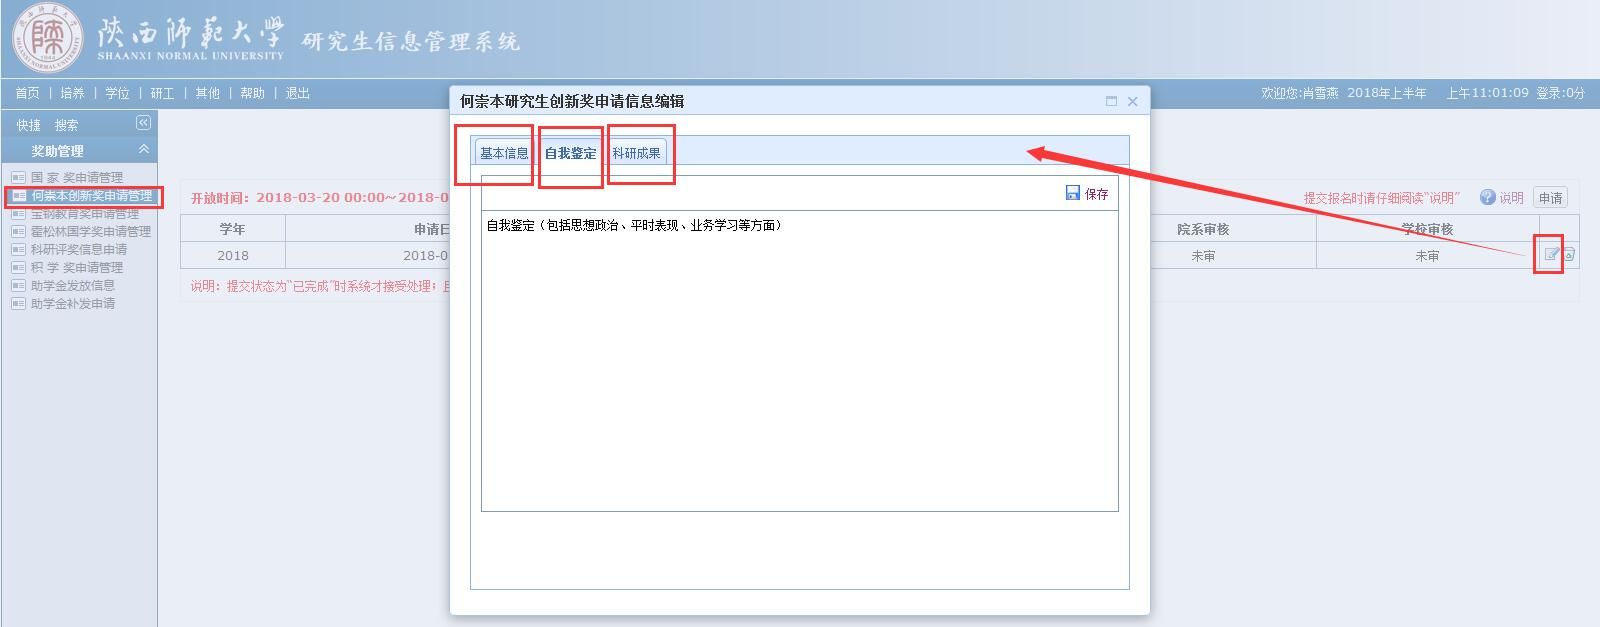 陕西师范大学
SHAANXI NORMAL UNIVERSITY
研究生信息管理系统
首页 | 培养 | 学位 | 研工 | 其他 | 帮助 | 退出
欢迎您:肖雪燕 2018年上半年 上午11:01:09 登录:0分
快捷 搜索
奖助管理
国 家 奖申请管理
何崇本创新奖申请管理
宝钢教育奖申请管理
霍松林国学奖申请管理
科研评奖信息申请
积 学 奖申请管理
助学金发放信息
助学金补发申请
开放时间：2018-03-20 00:00~2018-0
提交报名时请仔细阅读“说明” 说明 申请
学年 申请日 院系审核 学校审核
2018 2018-0 未审 未审
说明：提交状态为“已完成”时系统才接受处理；且
何崇本研究生创新奖申请信息编辑
基本信息 自我鉴定 科研成果
保存
自我鉴定（包括思想政治、平时表现、业务学习等方面）